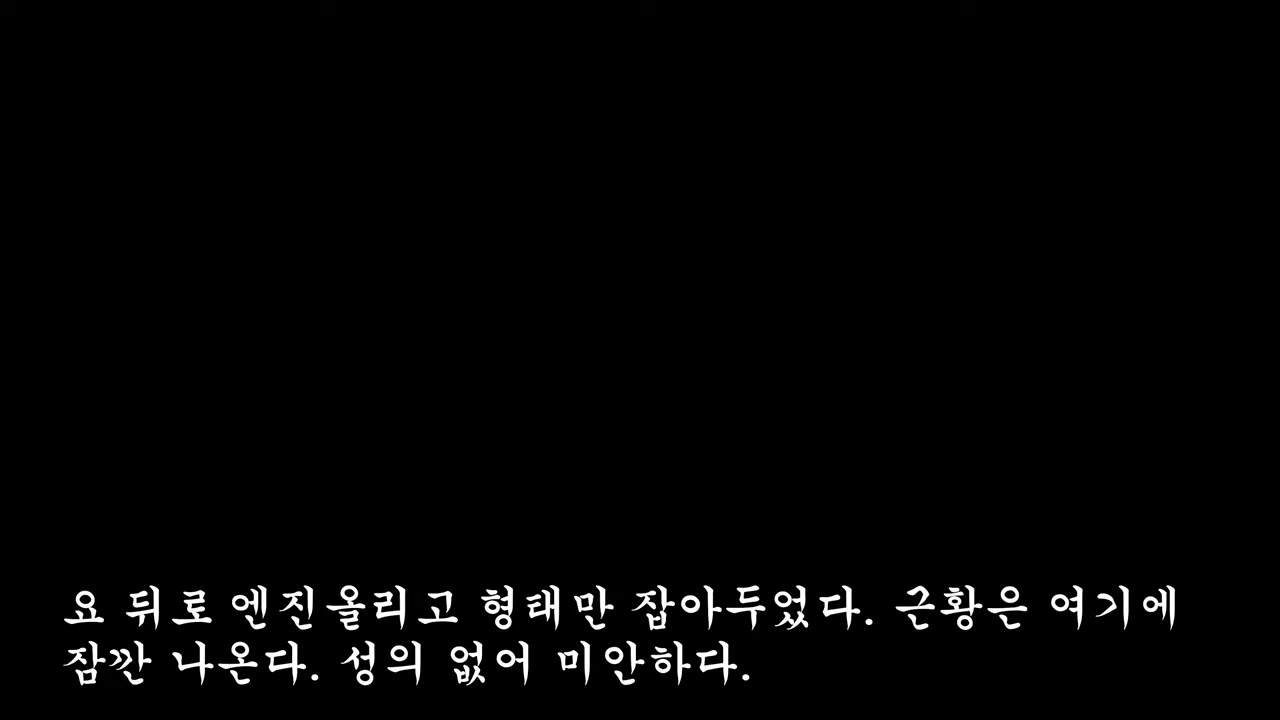 요 뒤로 엔진올리고 형태만 잡아두었다. 근황은 여기에
잠깐 나온다. 성의 없어 미안하다.